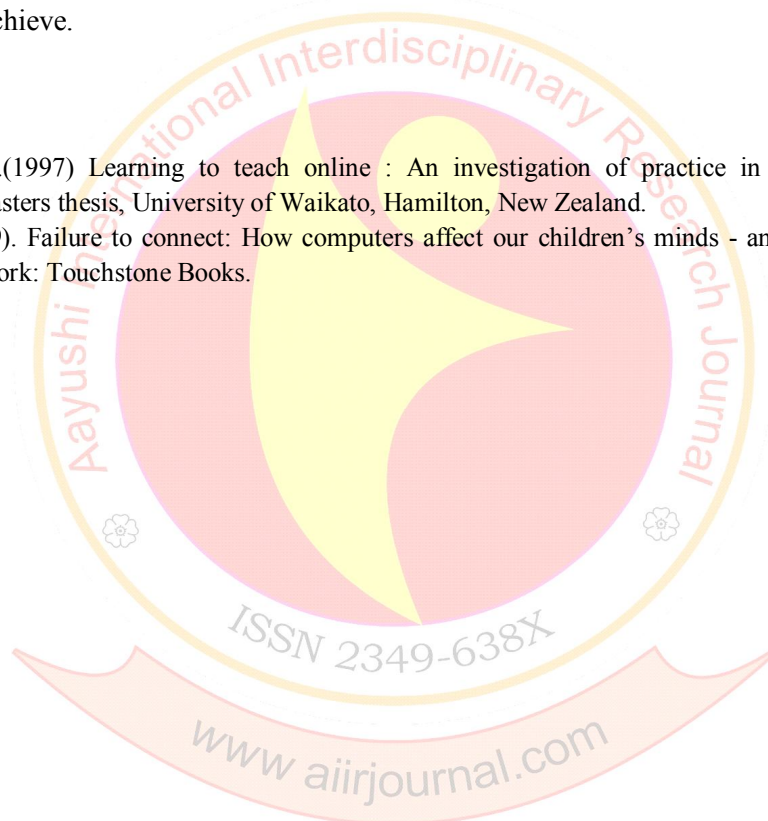 chieve.
.(1997) Learning to teach online : An investigation of practice in
sters thesis, University of Waikato, Hamilton, New Zealand.
). Failure to connect: How computers affect our children’s minds - an
ork: Touchstone Books.
Aayushi International Interdisciplinary Research Journal
ISSN 2349-638X
www aiirjournal.com